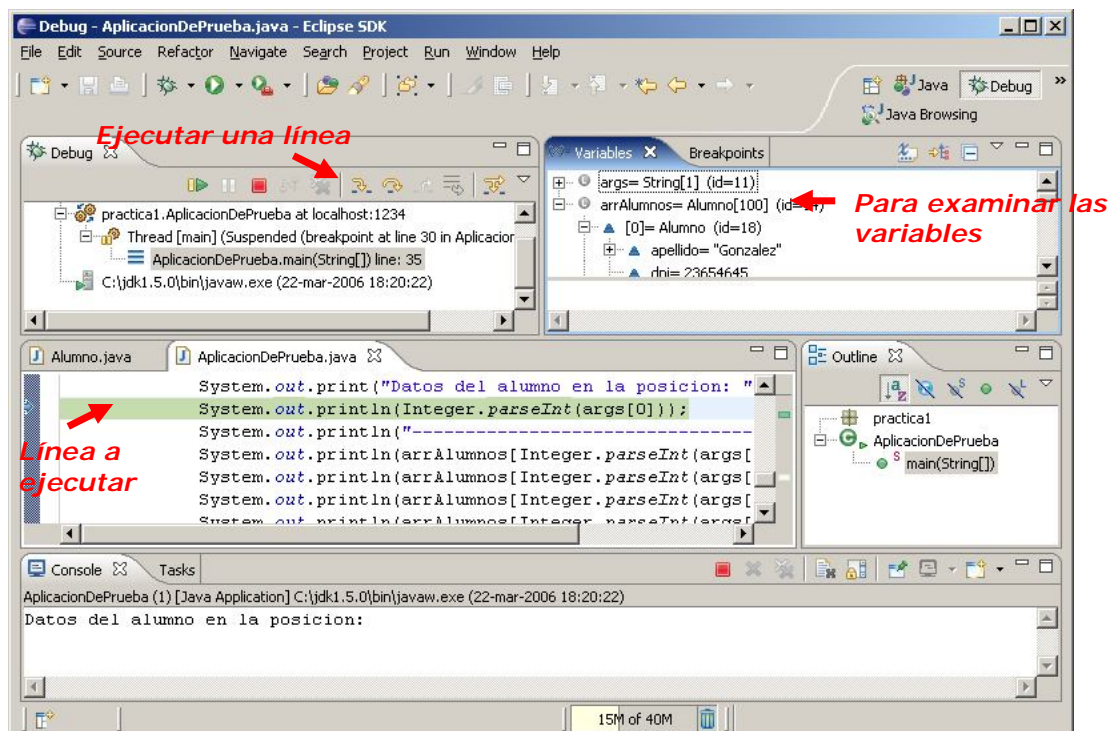 Debug - AplicacionDePrueba.java - Eclipse SDK
File Edit Source Refactor Navigate Search Project Run Window Help
Java Debug »
Java Browsing
Ejecutar una línea
Debug
Variables Breakpoints
practica1.AplicacionDePrueba at localhost:1234
Thread [main] (Suspended (breakpoint at line 30 in Aplicacior
AplicacionDePrueba.main(String[]) line: 35
C:\jdk1.5.0\bin\javaw.exe (22-mar-2006 18:20:22)
args= String[1] (id=11)
arrAlumnos= Alumno[100]
[0]= Alumno (id=18)
apellido= "Gonzalez"
dni= 23654645
Para examinar las
variables
Alumno.java AplicacionDePrueba.java
System.out.print("Datos del alumno en la posicion: "
System.out.println(Integer.parseInt(args[0]));
System.out.println("----------------------------------
System.out.println(arrAlumnos[Integer.parseInt(args[
System.out.println(arrAlumnos[Integer.parseInt(args[
System.out.println(arrAlumnos[Integer.parseInt(args[
System.out.println(arrAlumnos[Integer.parseInt(args[
Línea a
ejecutar
Outline
practica1
AplicacionDePrueba
main(String[])
Console Tasks
AplicacionDePrueba (1) [Java Application] C:\jdk1.5.0\bin\javaw.exe (22-mar-2006 18:20:22)
Datos del alumno en la posicion:
15M of 40M